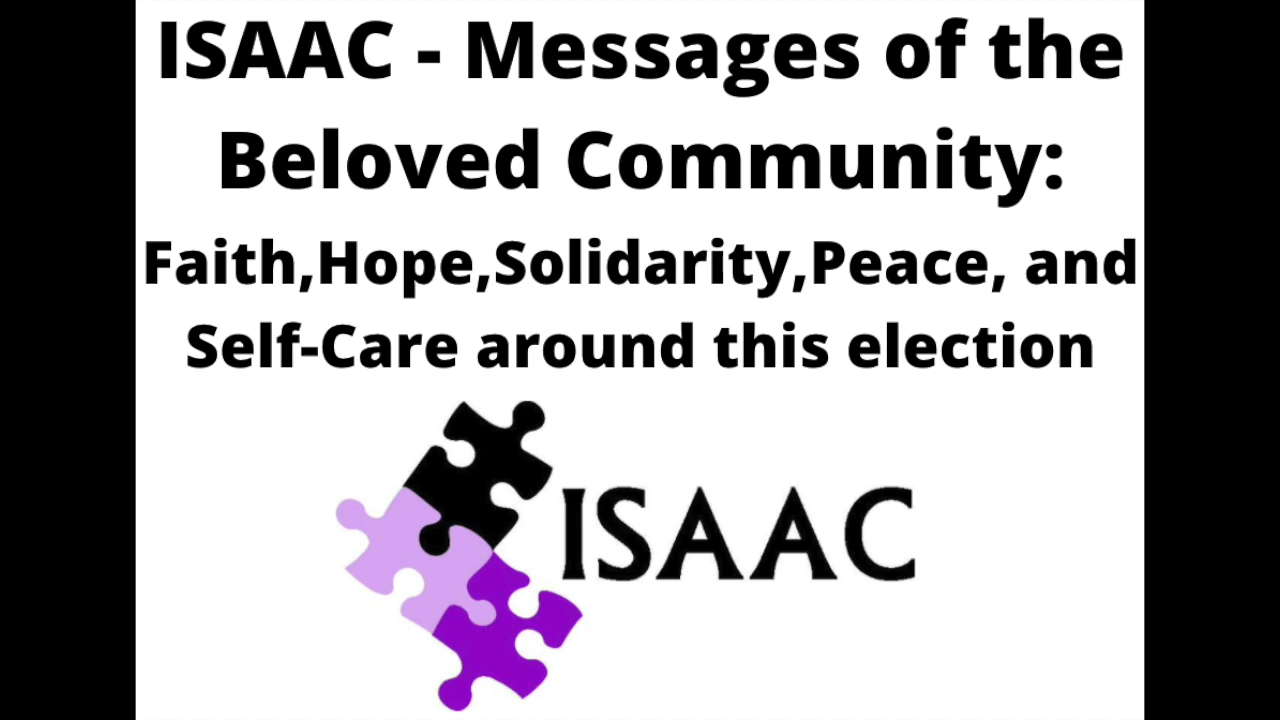 ISAAC - Messages of the
Beloved Community:
Faith,Hope,Solidarity,Peace, and
Self-Care around this election
ISAAC